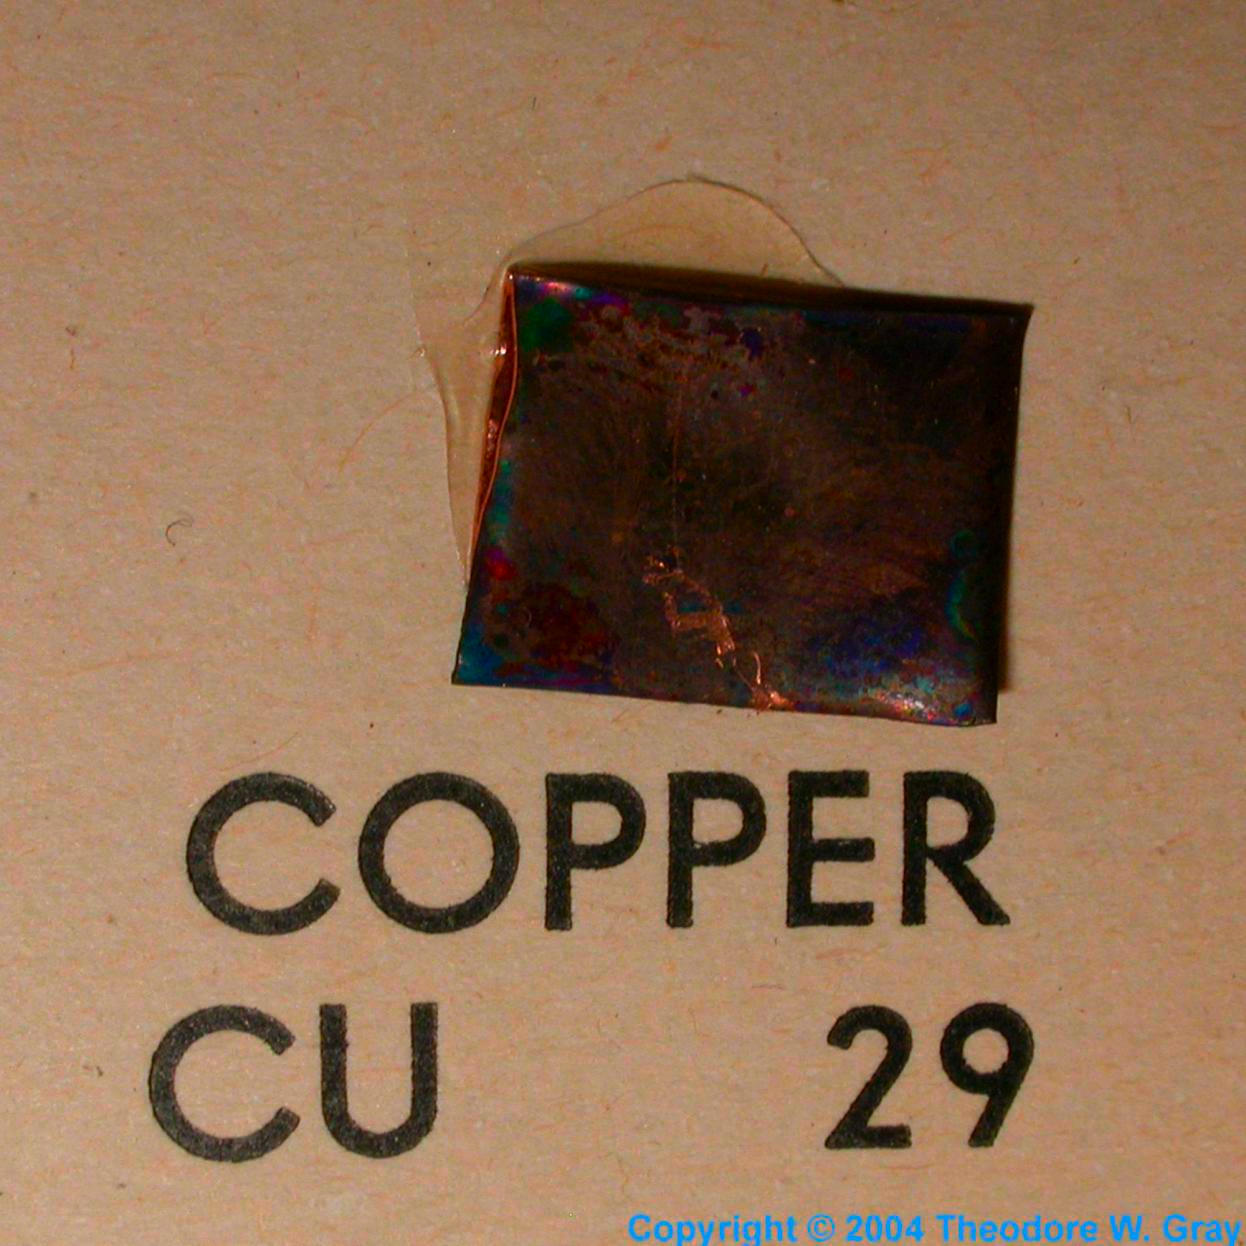 COPPER
CU 29
Copyright © 2004 Theodore W. Gray